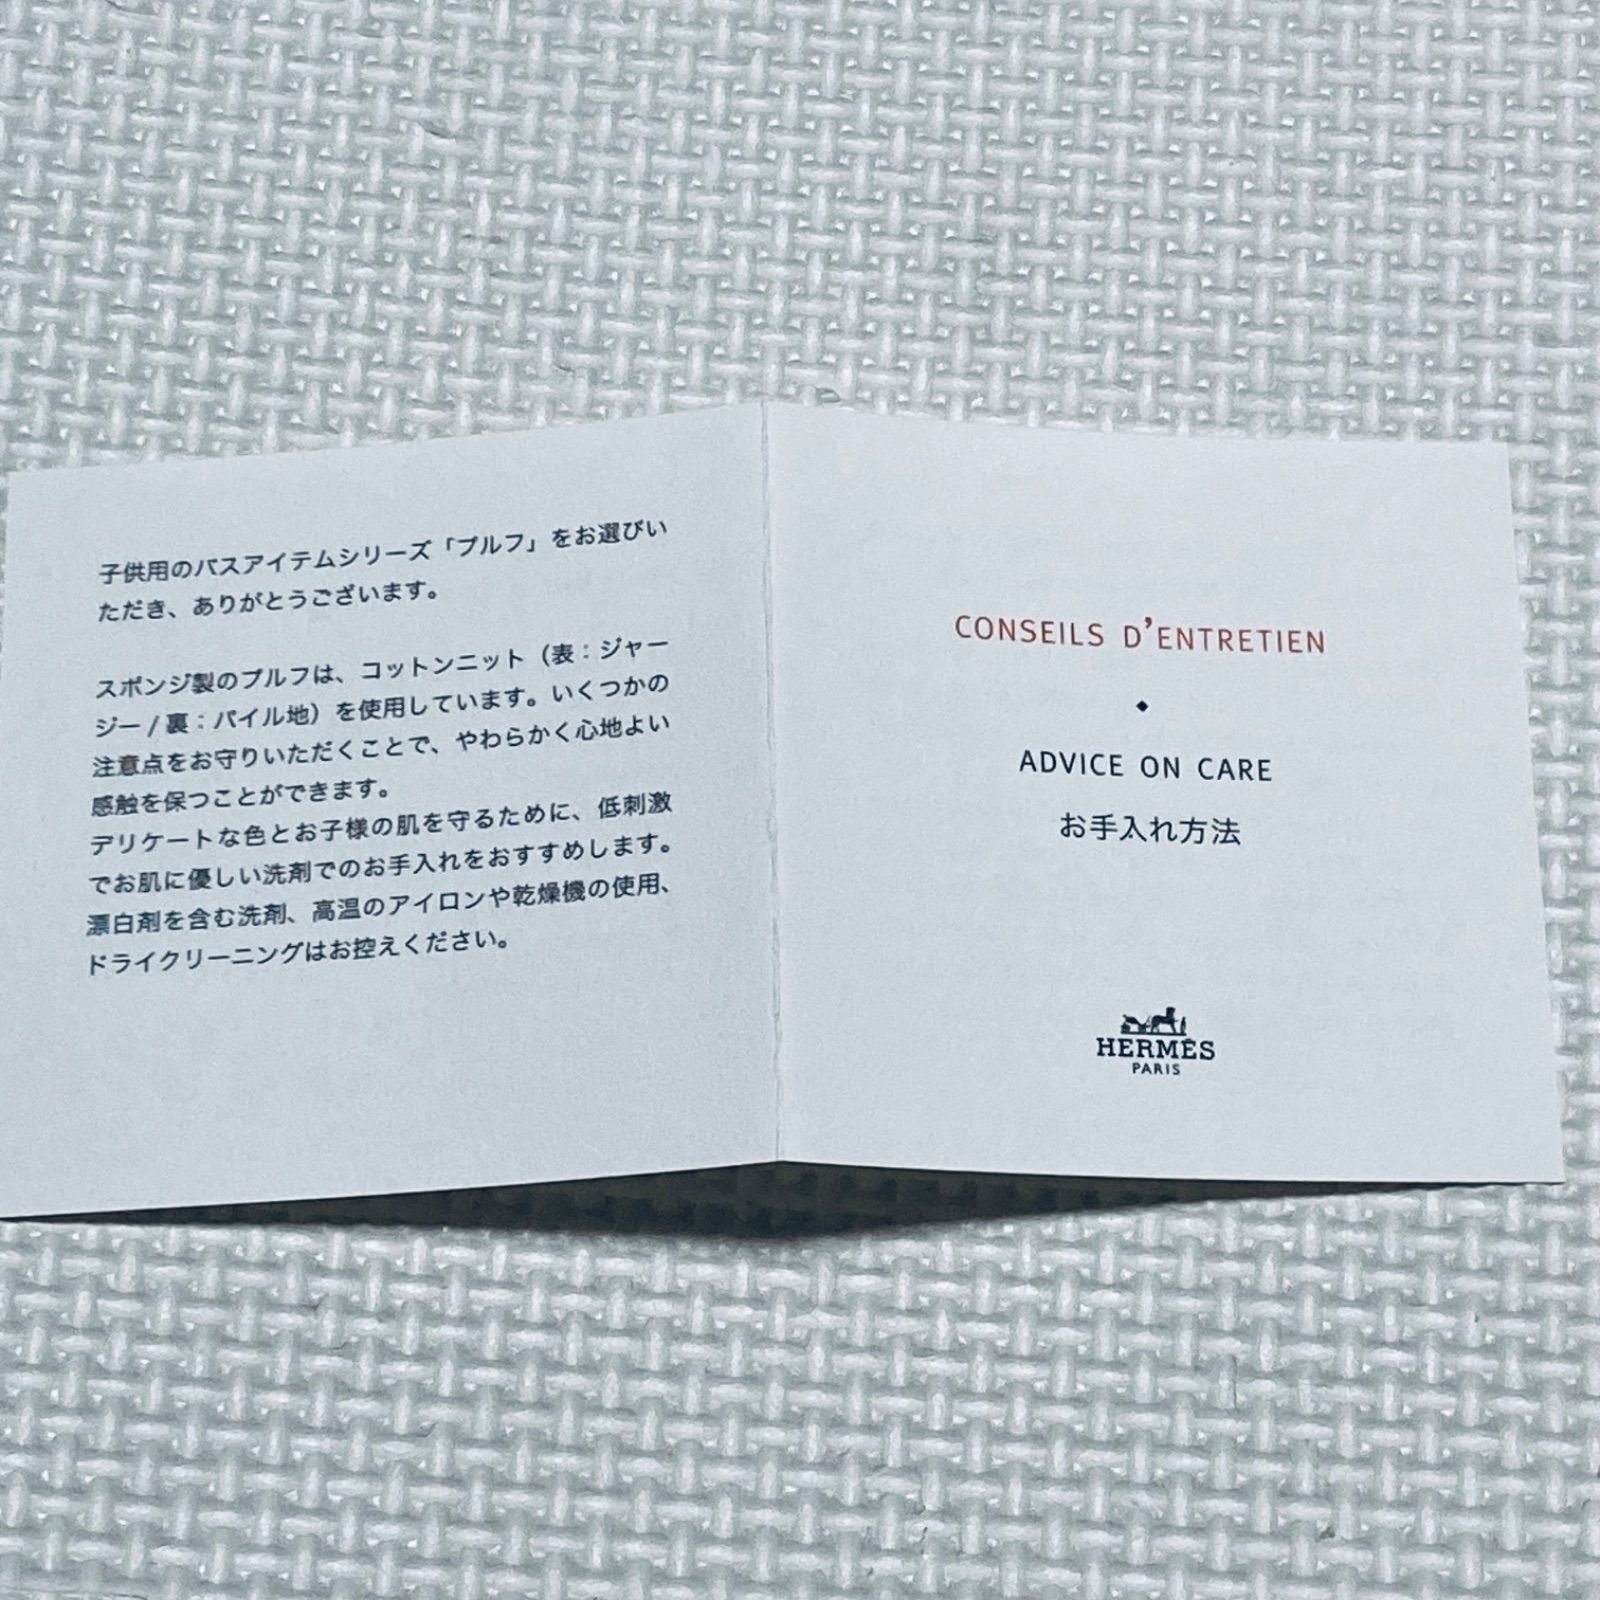 子供用のバスアイテムシリーズ「プルフ」をお選びい
ただき、ありがとうございます。
スポンジ製のプルフは、コットンニット（表：ジャー
ジー / 裏：パイル地）を使用しています。いくつかの
注意点をお守りいただくことで、やわらかく心地よい
感触を保つことができます。
デリケートな色とお子様の肌を守るために、低刺激
でお肌に優しい洗剤でのお手入れをおすすめします。
漂白剤を含む洗剤、高温のアイロンや乾燥機の使用、
ドライクリーニングはお控えください。
CONSEILS D’ENTRETIEN
ADVICE ON CARE
お手入れ方法
HERMÈS
PARIS